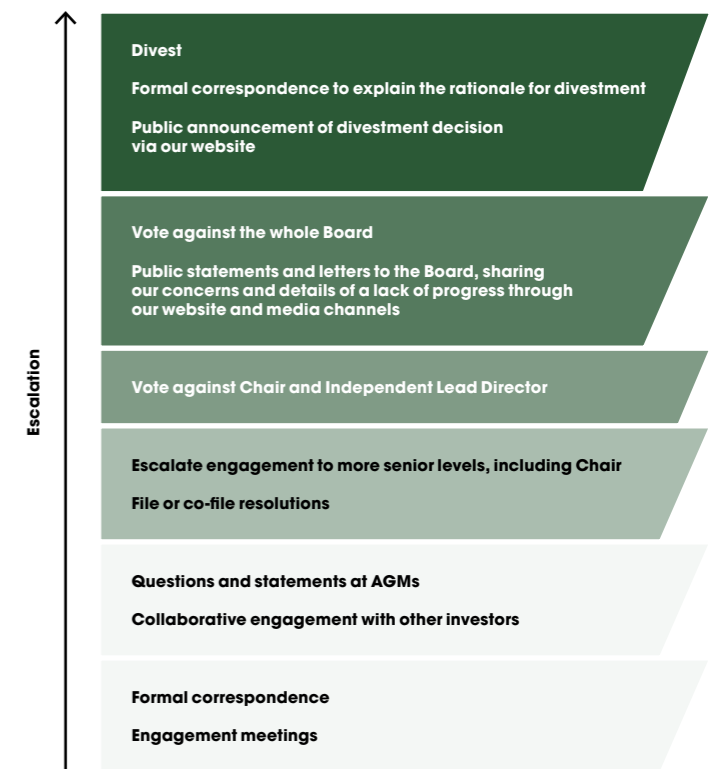 Divest
Formal correspondence to explain the rationale for divestment
Public announcement of divestment decision
via our website
Vote against the whole Board
Public statements and letters to the Board, sharing
our concerns and details of a lack of progress through
our website and media channels
Escalation
Vote against Chair and Independent Lead Director
Escalate engagement to more senior levels, including Chair
File or co-file resolutions
Questions and statements at AGMs
Collaborative engagement with other investors
Formal correspondence
Engagement meetings